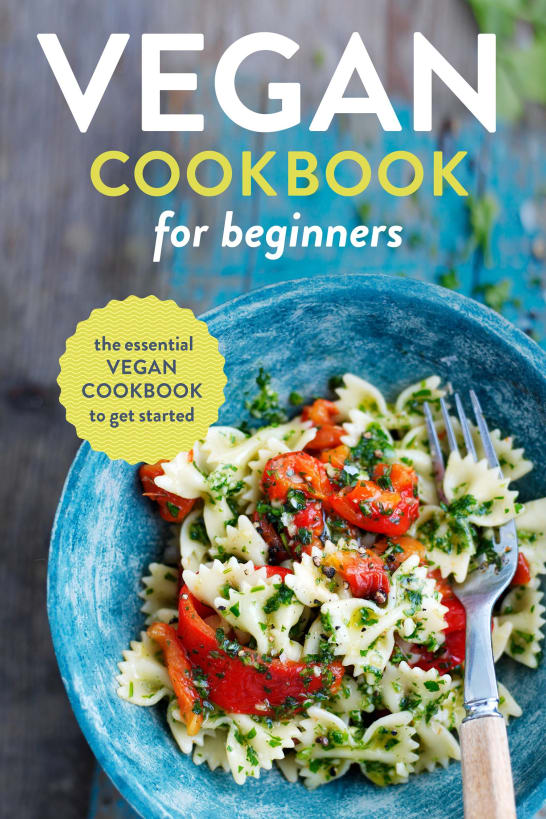 VEGAN
COOKBOOK
for beginners
the essential
VEGAN
COOKBOOK
to get started